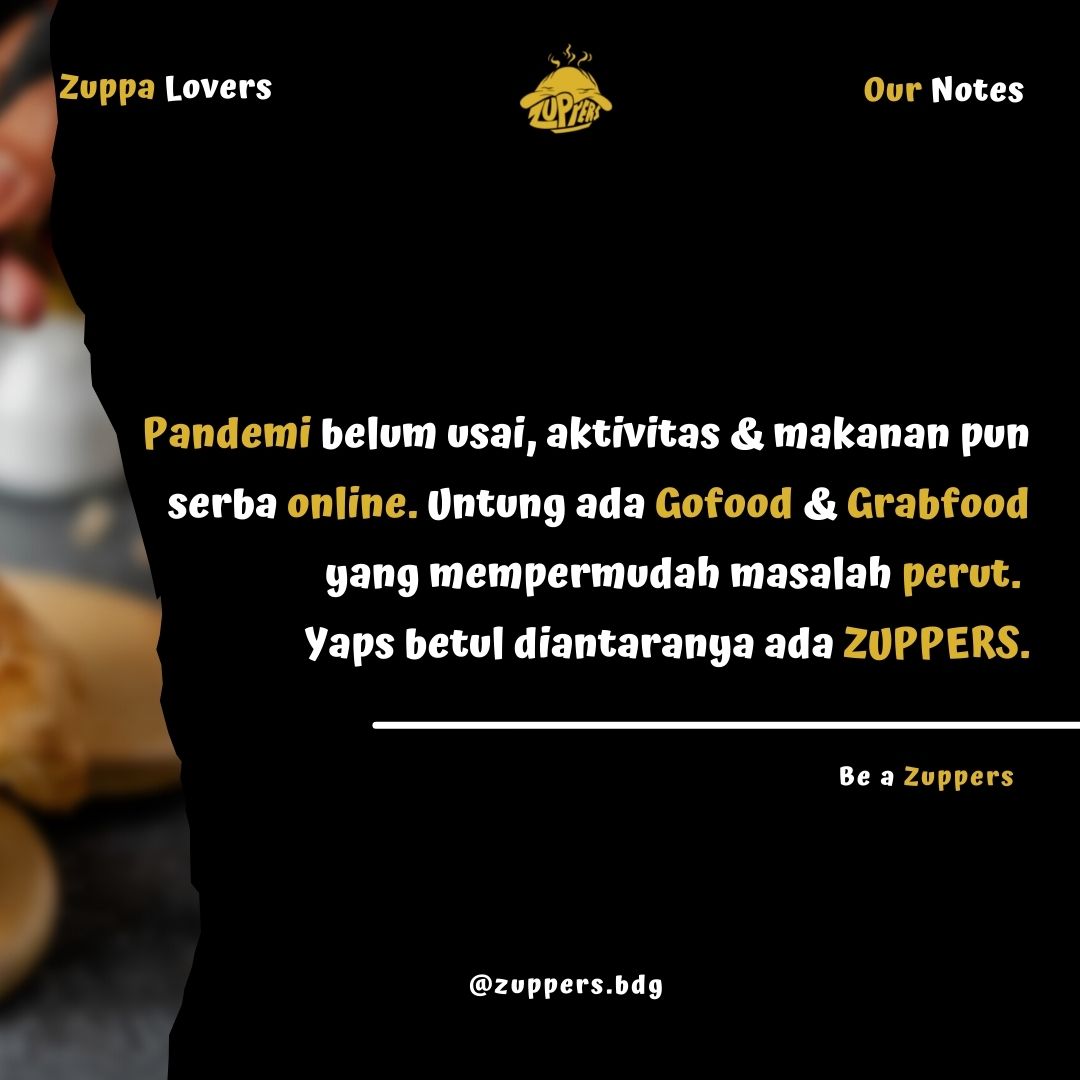 Zuppa Lovers
ZUPPERS
Our Notes
Pandemi belum usai, aktivitas & makanan pun
serba online. Untung ada Gofood & Grabfood
yang mempermudah masalah perut.
Yaps betul diantaranya ada ZUPPERS.
Be a Zuppers
@zuppers.bdg